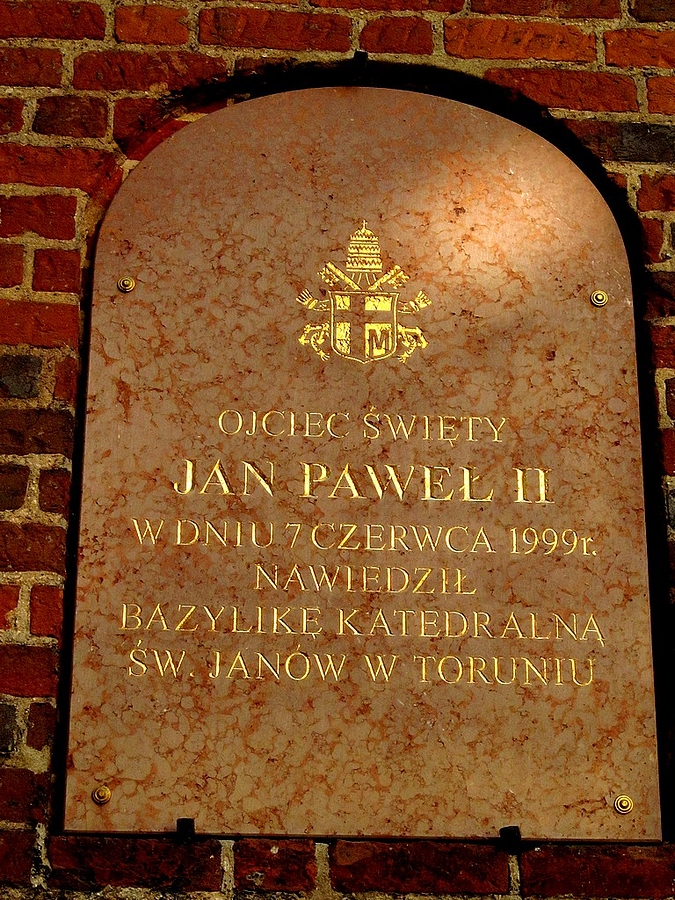 M
OJCIEC ŚWIĘTY
JAN PAWEŁ II
W DNIU 7 CZERWCA 1999r.
NAWIEDZIŁ
BAZYLIKĘ KATEDRALNĄ
ŚW. JANÓW W TORUNIU